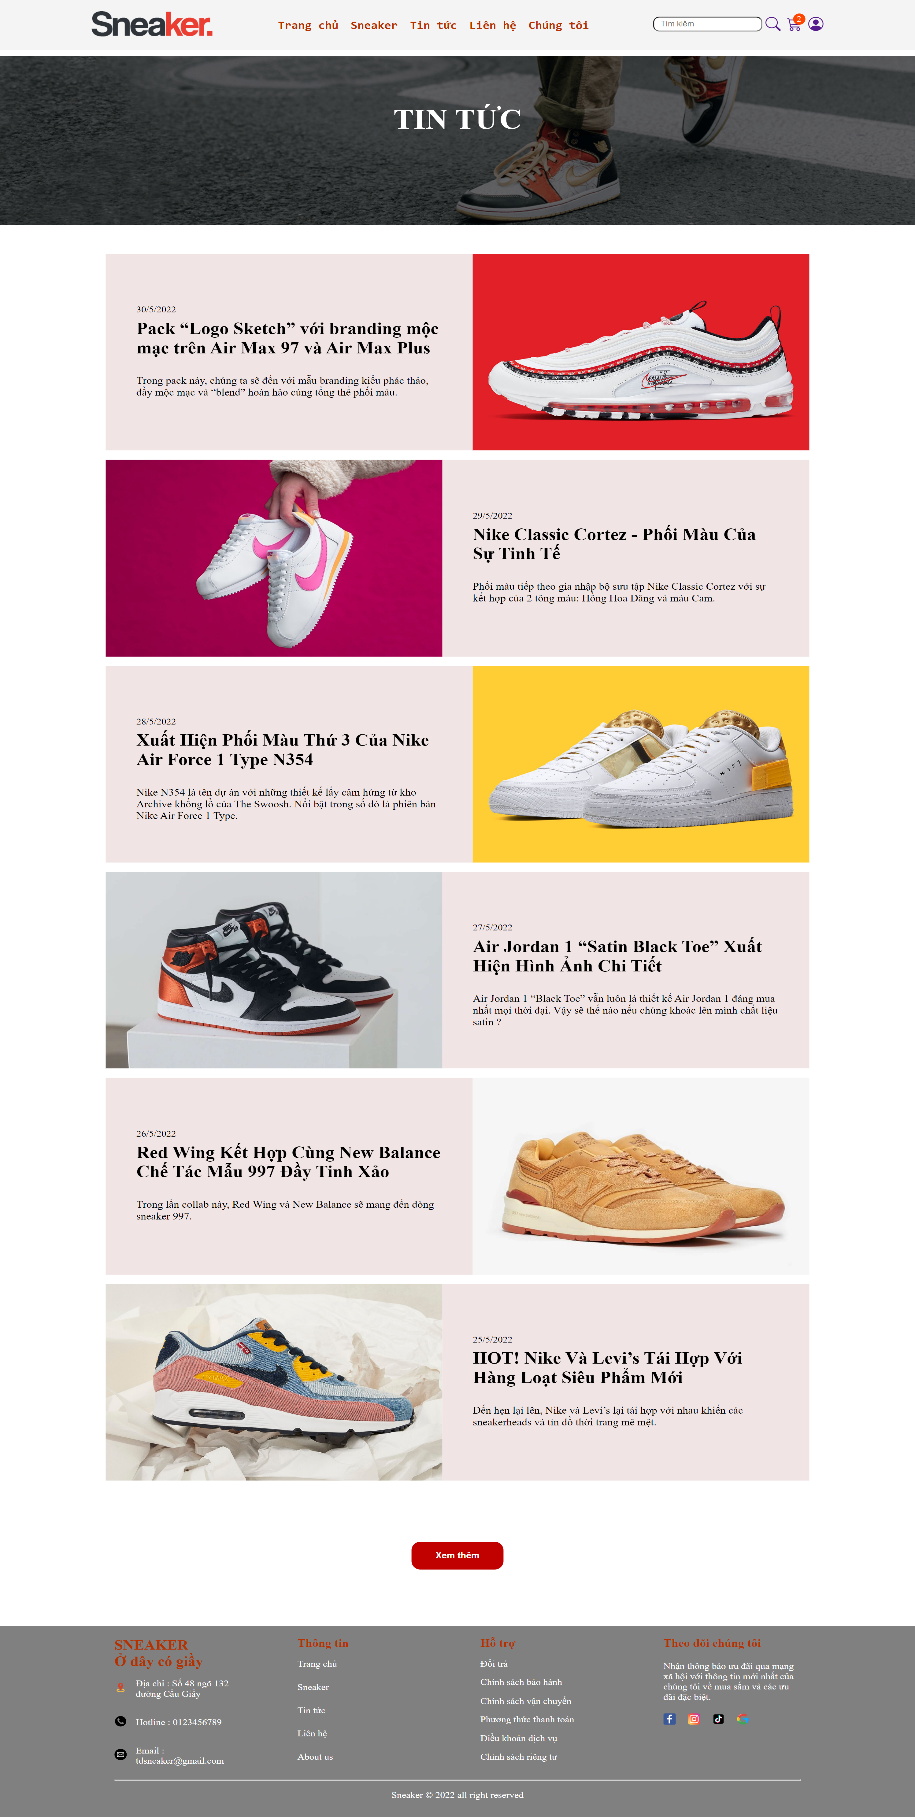 Sneaker.
Trang chủ Sneaker Tin tức Liên hệ Chúng tôi
Tìm kiếm
2
TIN TỨC
30/5/2022
Pack “Logo Sketch” với branding mộc
mạc trên Air Max 97 và Air Max Plus
Trong pack này, chúng ta sẽ đến với mẫu branding kiểu phác thảo,
đầy mộc mạc và “blend” hoàn hảo cùng tổng thể phối màu.
29/5/2022
Nike Classic Cortez - Phối Màu Của
Sự Tinh Tế
Phối màu tiếp theo gia nhập bộ sưu tập Nike Classic Cortez với sự
kết hợp của 2 tông màu: Hồng Hoa Đăng và màu Cam.
28/5/2022
Xuất Hiện Phối Màu Thứ 3 Của Nike
Air Force 1 Type N354
Nike N354 là tên dự án với những thiết kế lấy cảm hứng từ kho
Archive khổng lồ của The Swoosh. Nổi bật trong số đó là phiên bản
Nike Air Force 1 Type.
27/5/2022
Air Jordan 1 “Satin Black Toe” Xuất
Hiện Hình Ảnh Chi Tiết
Air Jordan 1 “Black Toe” vẫn luôn là thiết kế Air Jordan 1 đáng mua
nhất mọi thời đại. Vậy sẽ thế nào nếu chúng khoác lên mình chất liệu
satin ?
26/5/2022
Red Wing Kết Hợp Cùng New Balance
Chế Tác Mẫu 997 Đầy Tinh Xảo
Trong lần collab này, Red Wing và New Balance sẽ mang đến dòng
sneaker 997.
25/5/2022
HOT! Nike Và Levi’s Tái Hợp Với
Hàng Loạt Siêu Phẩm Mới
Đến hẹn lại lên, Nike và Levi’s lại tái hợp với nhau khiến các
sneakerheads và tín đồ thời trang mê mệt.
Xem thêm
SNEAKER
Ở đây có giầy
Địa chỉ : Số 48 ngõ 132
đường Cầu Giấy
Hotline : 0123456789
Email :
tdsneaker@gmail.com
Thông tin
Trang chủ
Sneaker
Tin tức
Liên hệ
About us
Hỗ trợ
Đổi trả
Chính sách bảo hành
Chính sách vận chuyển
Phương thức thanh toán
Điều khoản dịch vụ
Chính sách riêng tư
Theo dõi chúng tôi
Nhận thông báo ưu đãi qua mạng
xã hội với thông tin mới nhất của
chúng tôi về mua sắm và các ưu
đãi đặc biệt.
Sneaker © 2022 all right reserved